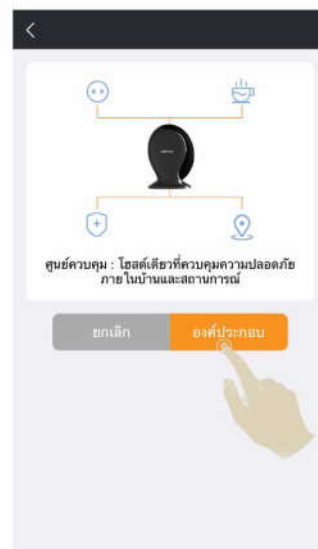 ศูนย์ควบคุม : โฮสต์เดียวที่ควบคุมความปลอดภัย
ภายในบ้านและสถานการณ์
ยกเลิก
องค์ประกอบ